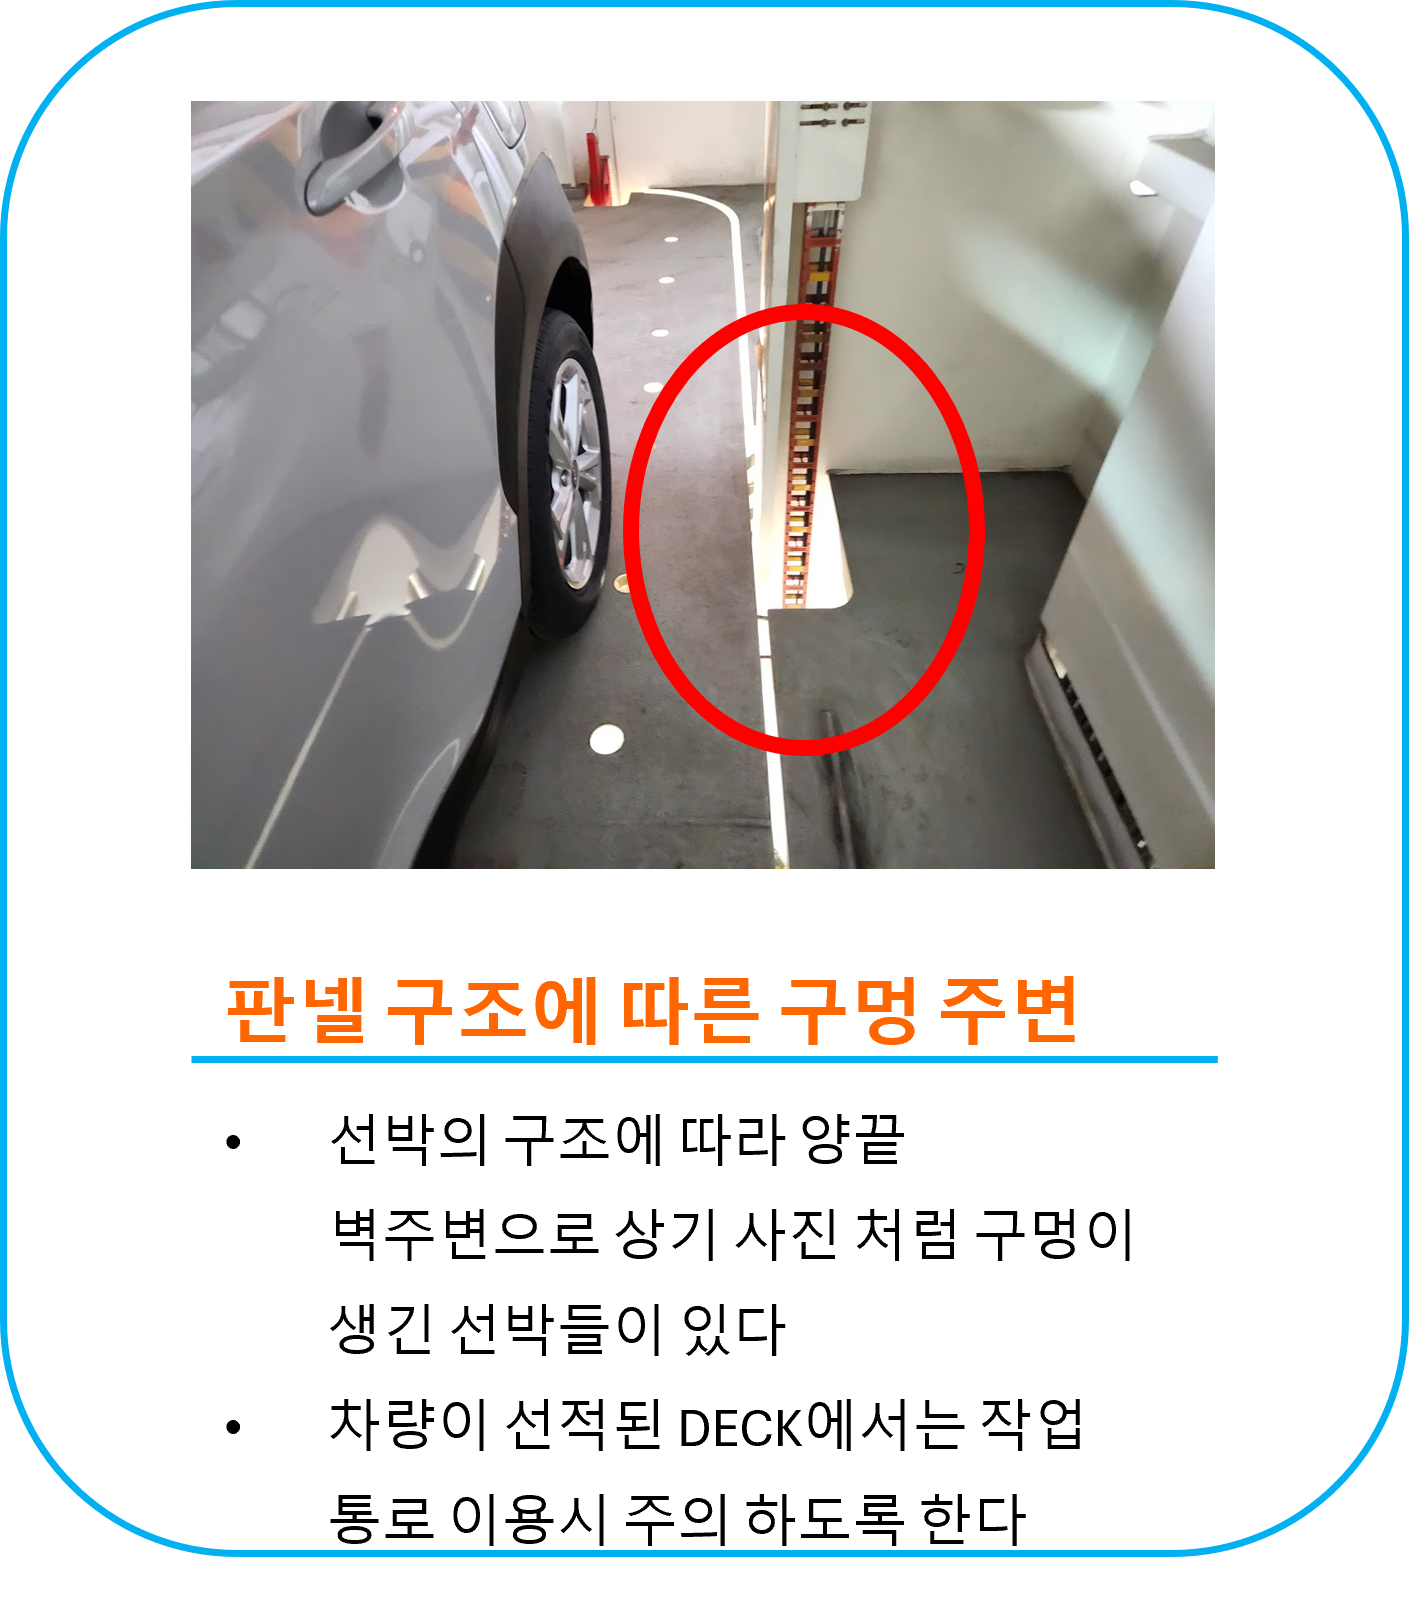 판넬 구조에 따른 구멍 주변
• 선박의 구조에 따라 양끝
벽주변으로 상기 사진 처럼 구멍이
생긴 선박들이 있다
• 차량이 선적된 DECK에서는 작업
통로 이용시 주의 하도록 한다